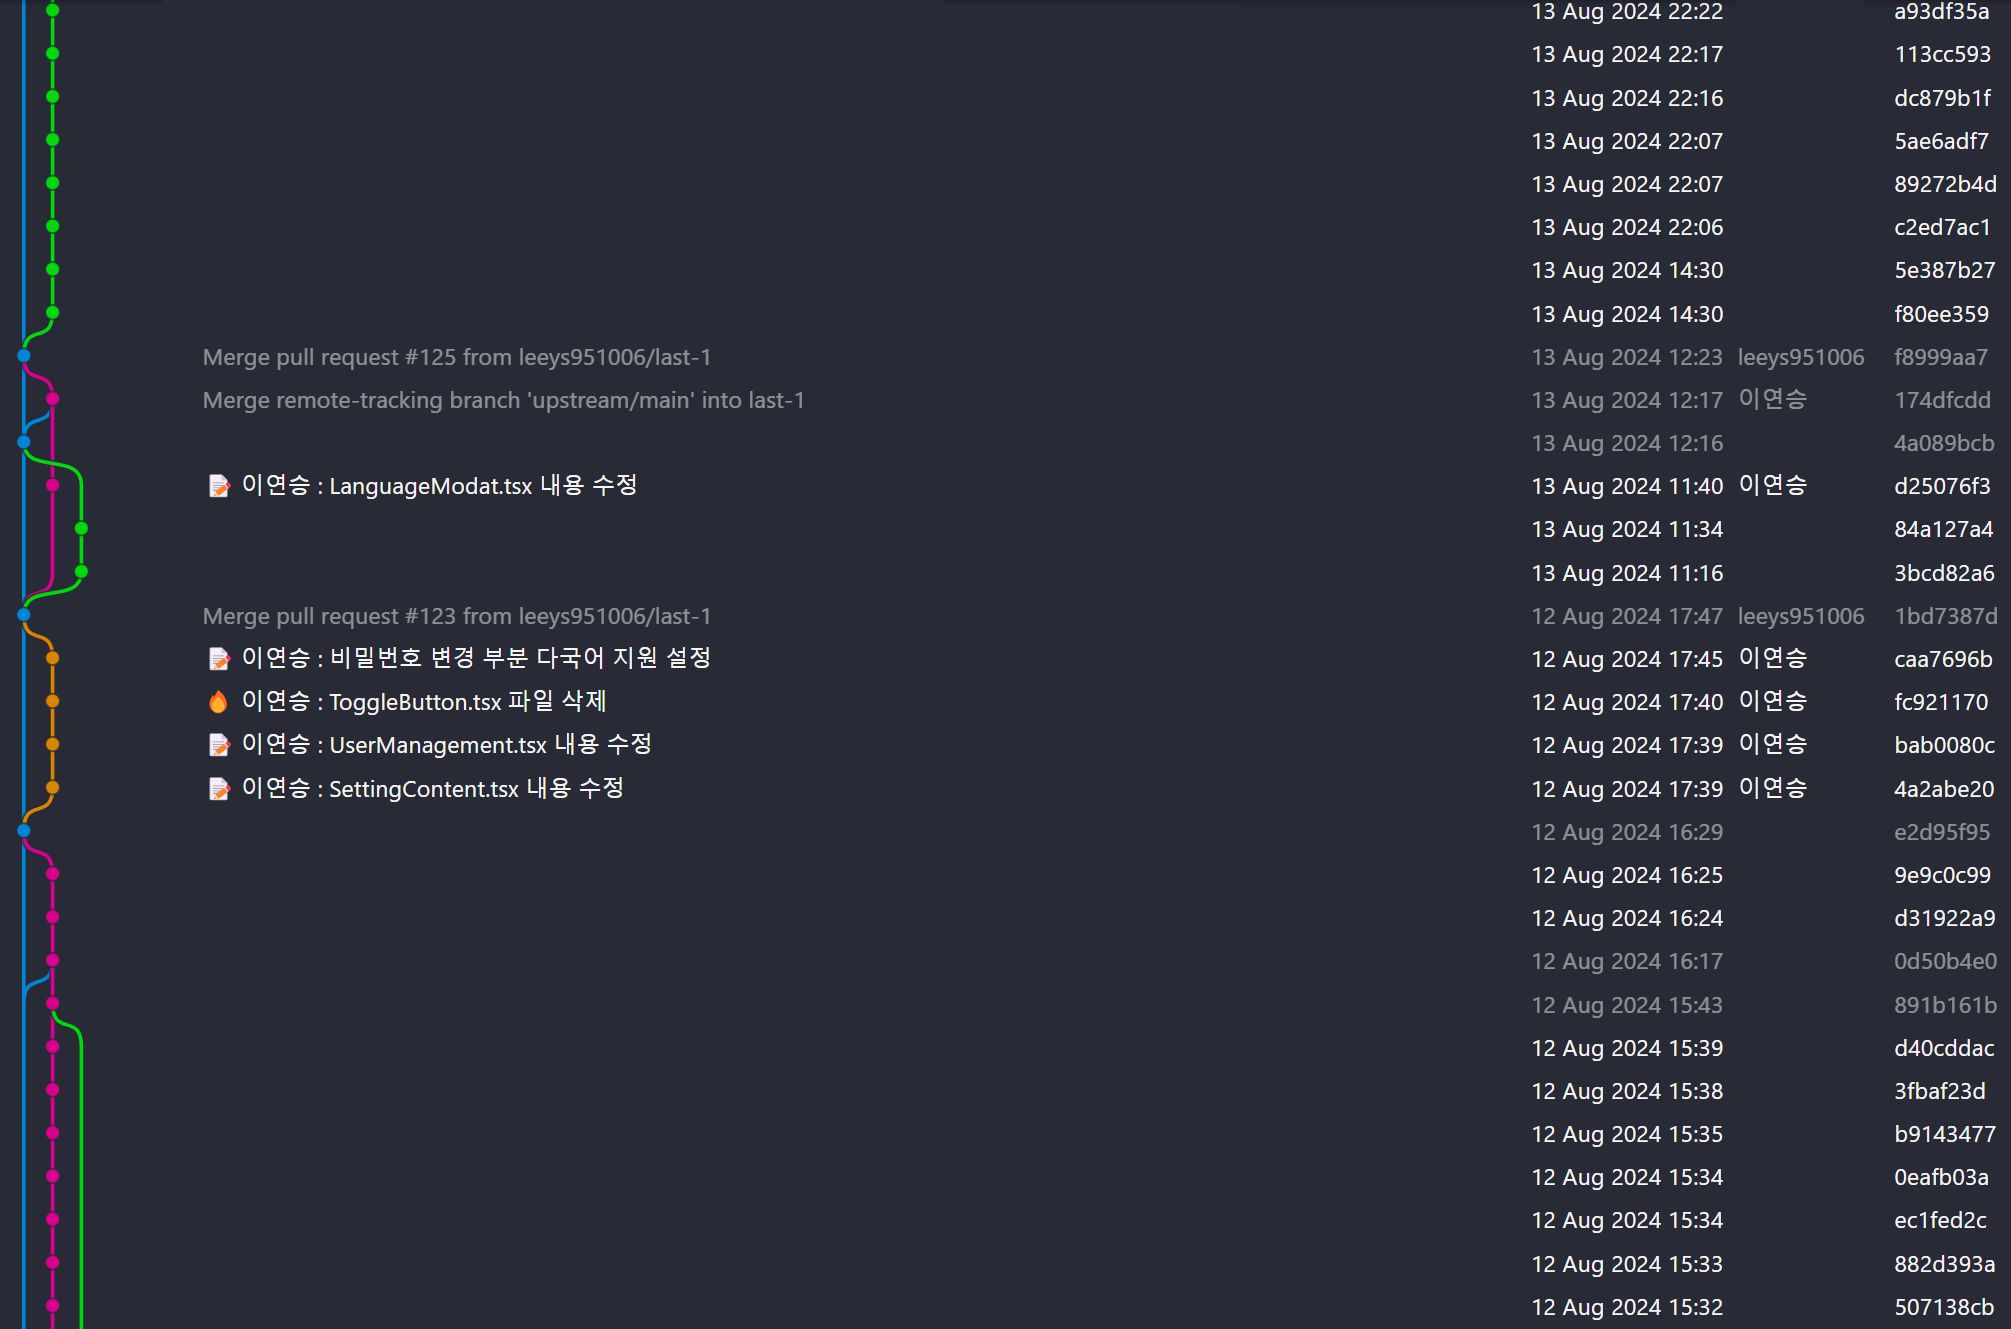 13 Aug 2024 22:22 a93df35a
13 Aug 2024 22:17 113cc593
13 Aug 2024 22:16 dc879b1f
13 Aug 2024 22:07 5ae6adf7
13 Aug 2024 22:07 89272b4d
13 Aug 2024 22:06 c2ed7ac1
13 Aug 2024 14:30 5e387b27
13 Aug 2024 14:30 f80ee359
Merge pull request #125 from leeys951006/last-1 13 Aug 2024 12:23 leeys951006 f8999aa7
Merge remote-tracking branch 'upstream/main' into last-1 13 Aug 2024 12:17 이연승 174dfcdd
13 Aug 2024 12:16 4a089bcb
📝 이연승 : LanguageModat.tsx 내용 수정 13 Aug 2024 11:40 이연승 d25076f3
13 Aug 2024 11:34 84a127a4
13 Aug 2024 11:16 3bcd82a6
Merge pull request #123 from leeys951006/last-1 12 Aug 2024 17:47 leeys951006 1bd7387d
📝 이연승 : 비밀번호 변경 부분 다국어 지원 설정 12 Aug 2024 17:45 이연승 caa7696b
🔥 이연승 : ToggleButton.tsx 파일 삭제 12 Aug 2024 17:40 이연승 fc921170
📝 이연승 : UserManagement.tsx 내용 수정 12 Aug 2024 17:39 이연승 bab0080c
📝 이연승 : SettingContent.tsx 내용 수정 12 Aug 2024 17:39 이연승 4a2abe20
12 Aug 2024 16:29 e2d95f95
12 Aug 2024 16:25 9e9c0c99
12 Aug 2024 16:24 d31922a9
12 Aug 2024 16:17 0d50b4e0
12 Aug 2024 15:43 891b161b
12 Aug 2024 15:39 d40cddac
12 Aug 2024 15:38 3fbaf23d
12 Aug 2024 15:35 b9143477
12 Aug 2024 15:34 0eafb03a
12 Aug 2024 15:34 ec1fed2c
12 Aug 2024 15:33 882d393a
12 Aug 2024 15:32 507138cb